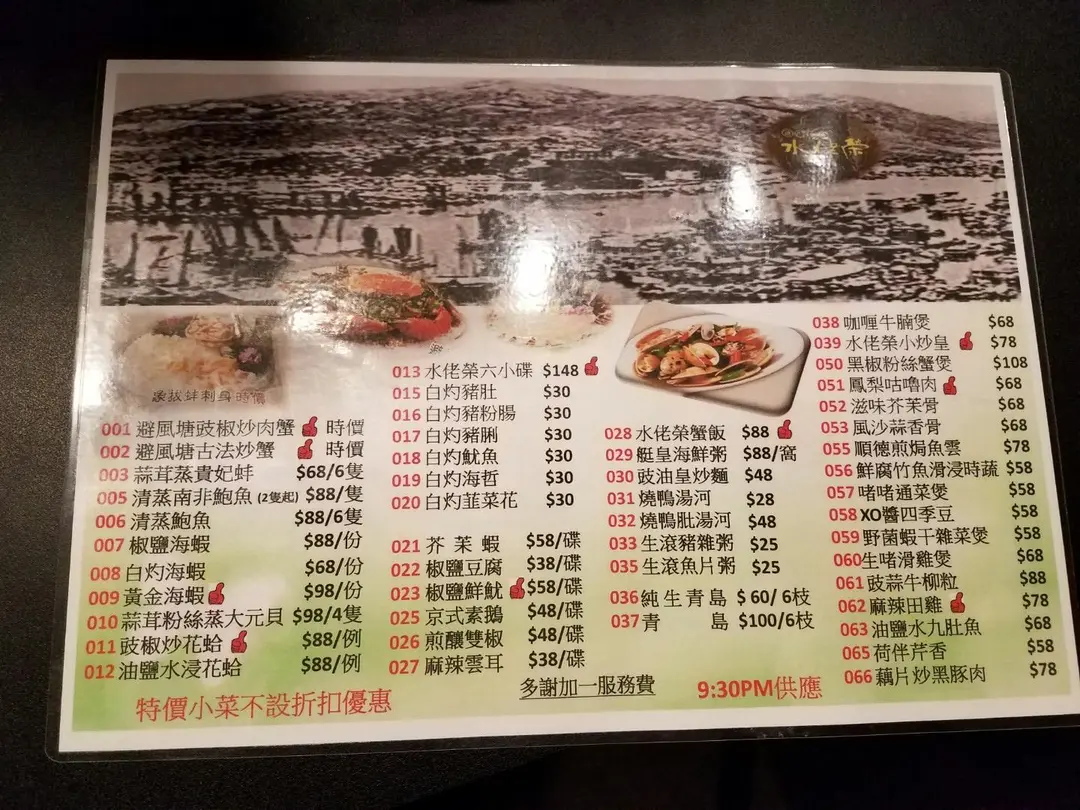 水佬榮
象拔蚌刺身時價
001 避風塘豉椒炒肉蟹 時價
002 避風塘古法炒蟹 時價
003 蒜茸蒸貴妃蚌 $68/6隻
005 清蒸南非鮑魚 (2隻起) $88/隻
006 清蒸鮑魚 $88/6隻
007 椒鹽海蝦 $88/份
008 白灼海蝦 $68/份
009 黃金海蝦 $98/份
010 蒜茸粉絲蒸大元貝 $98/4隻
011 豉椒炒花蛤 $88/例
012 油鹽水浸花蛤 $88/例
013 水佬榮六小碟 $148
015 白灼豬肚 $30
016 白灼豬粉腸 $30
017 白灼豬脷 $30
018 白灼魷魚 $30
019 白灼海哲 $30
020 白灼韮菜花 $30
021 芥茉蝦 $58/碟
022 椒鹽豆腐 $38/碟
023 椒鹽鮮魷 $58/碟
025 京式素鵝 $48/碟
026 煎釀雙椒 $48/碟
027 麻辣雲耳 $38/碟
028 水佬榮蟹飯 $88
029 艇皇海鮮粥 $88/窩
030 豉油皇炒麵 $48
031 燒鴨湯河 $28
032 燒鴨肶湯河 $48
033 生滾豬雜粥 $25
035 生滾魚片粥 $25
036 純生青島 $60/6枝
037 青島 $100/6枝
038 咖喱牛腩煲 $68
039 水佬榮小炒皇 $78
050 黑椒粉絲蟹煲 $108
051 鳳梨咕嚕肉 $68
052 滋味芥茉骨 $68
053 風沙蒜香骨 $68
055 順德煎焗魚雲 $78
056 鮮腐竹魚滑浸時蔬 $58
057 啫啫通菜煲 $58
058 XO醬四季豆 $58
059 野菌蝦干雜菜煲 $58
060 生啫滑雞煲 $68
061 豉蒜牛柳粒 $88
062 麻辣田雞 $78
063 油鹽水九肚魚 $68
065 荷伴芹香 $58
066 藕片炒黑豚肉 $78
特價小菜不設折扣優惠
多謝加一服務費
9:30PM供應